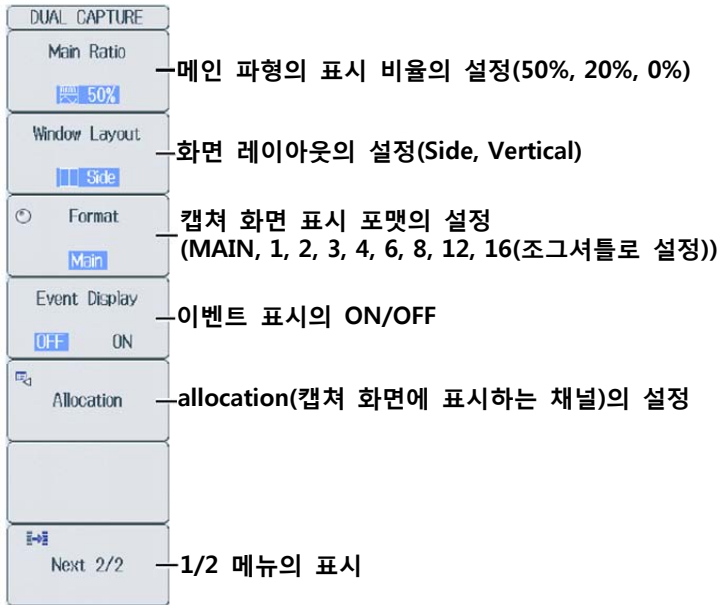 DUAL CAPTURE
Main Ratio
50%
메인 파형의 표시 비율의 설정(50%, 20%, 0%)
Window Layout
Side
화면 레이아웃의 설정(Side, Vertical)
Format
Main
캡쳐 화면 표시 포맷의 설정
(MAIN, 1, 2, 3, 4, 6, 8, 12, 16(조그셔틀로 설정))
Event Display
OFF ON
이벤트 표시의 ON/OFF
Allocation
allocation(캡쳐 화면에 표시하는 채널)의 설정
Next 2/2
1/2 메뉴의 표시